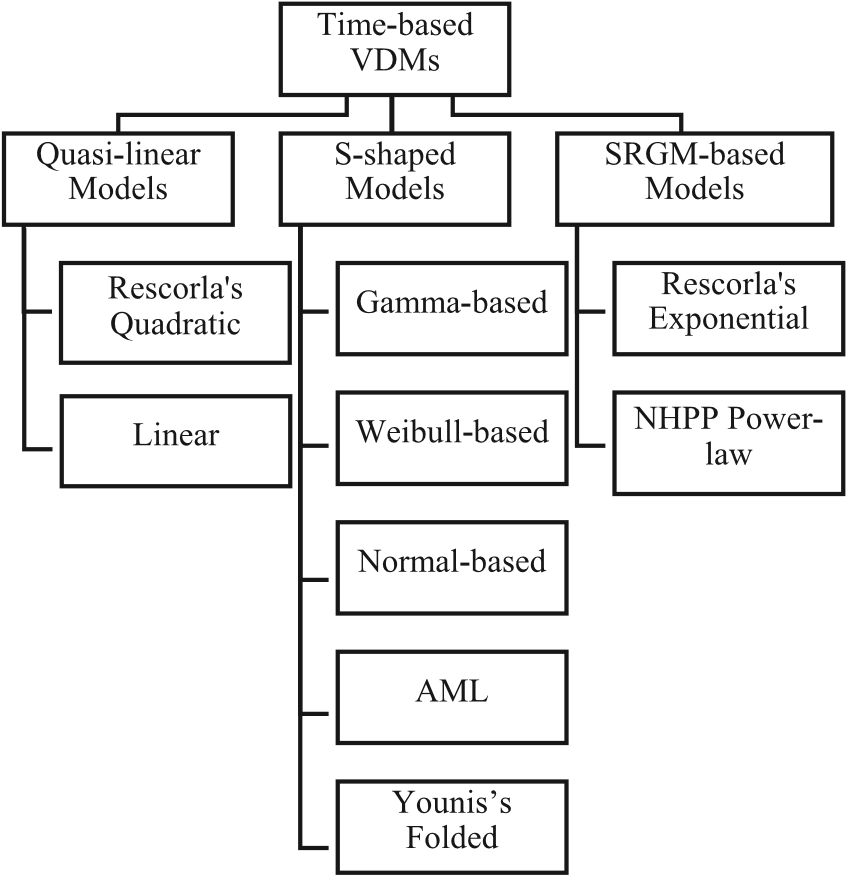 Time-based
VDMs
Quasi-linear
Models
S-shaped
Models
SRGM-based
Models
Rescorla's
Quadratic
Linear
Gamma-based
Weibull-based
Normal-based
AML
Younis’s
Folded
Rescorla's
Exponential
NHPP Power-
law